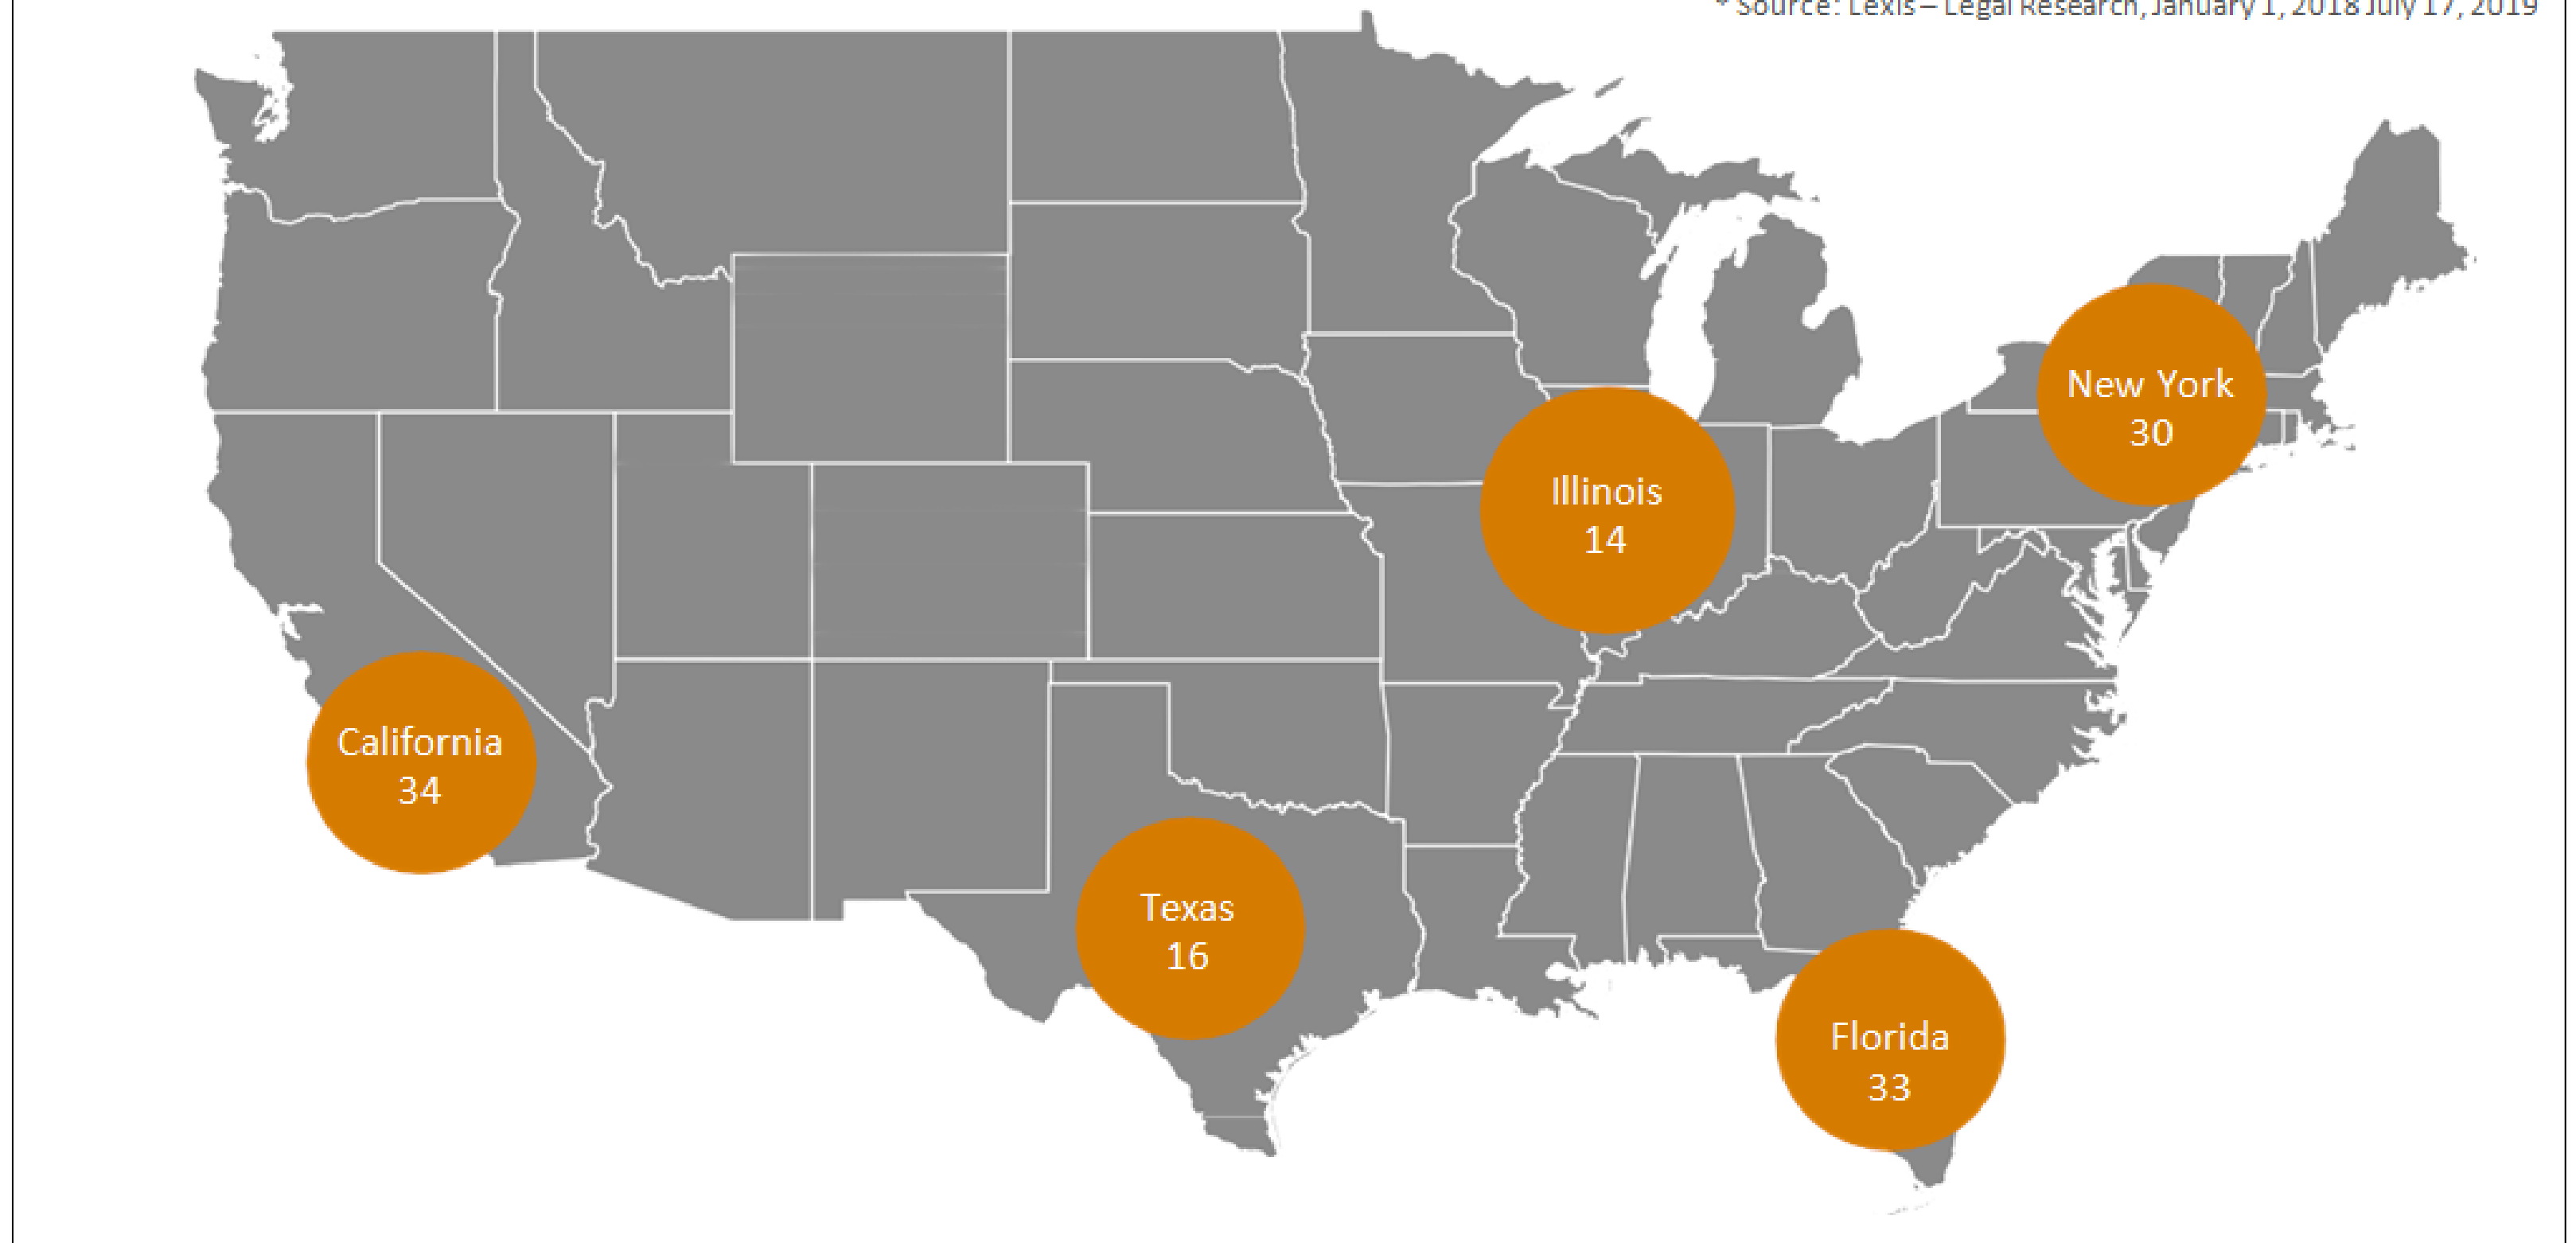 * Source: Lexis – Legal Research, January 1, 2018 July 17, 2019
New York
30
Illinois
14
California
34
Texas
16
Florida
33